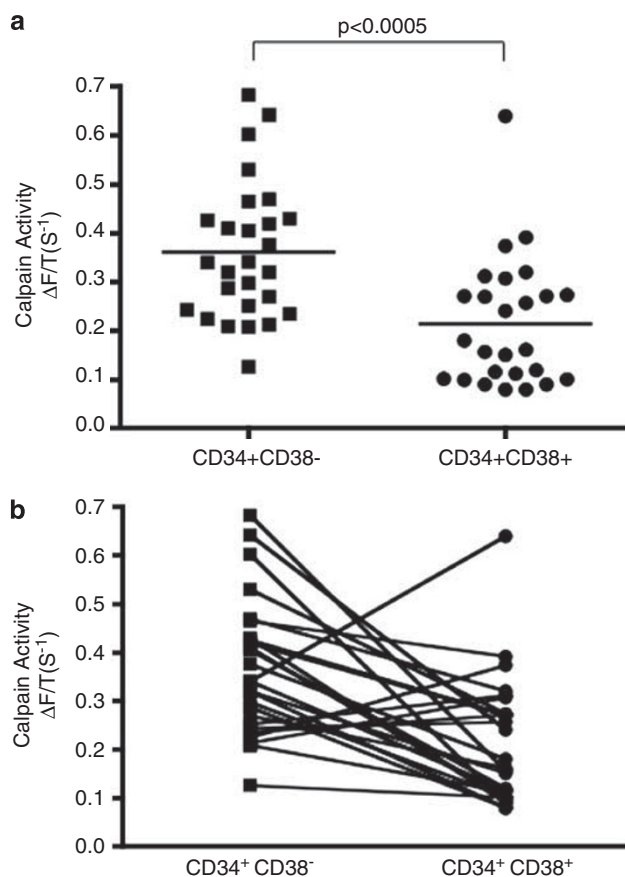 a
p<0.0005
0.7
0.6
0.5
0.4
0.3
0.2
0.1
0.0
Calpain Activity
ΔF/T(S⁻¹)
CD34+CD38- CD34+CD38+
b
0.7
0.6
0.5
0.4
0.3
0.2
0.1
0.0
Calpain Activity
ΔF/T(S⁻¹)
CD34⁺ CD38⁻ CD34⁺ CD38⁺